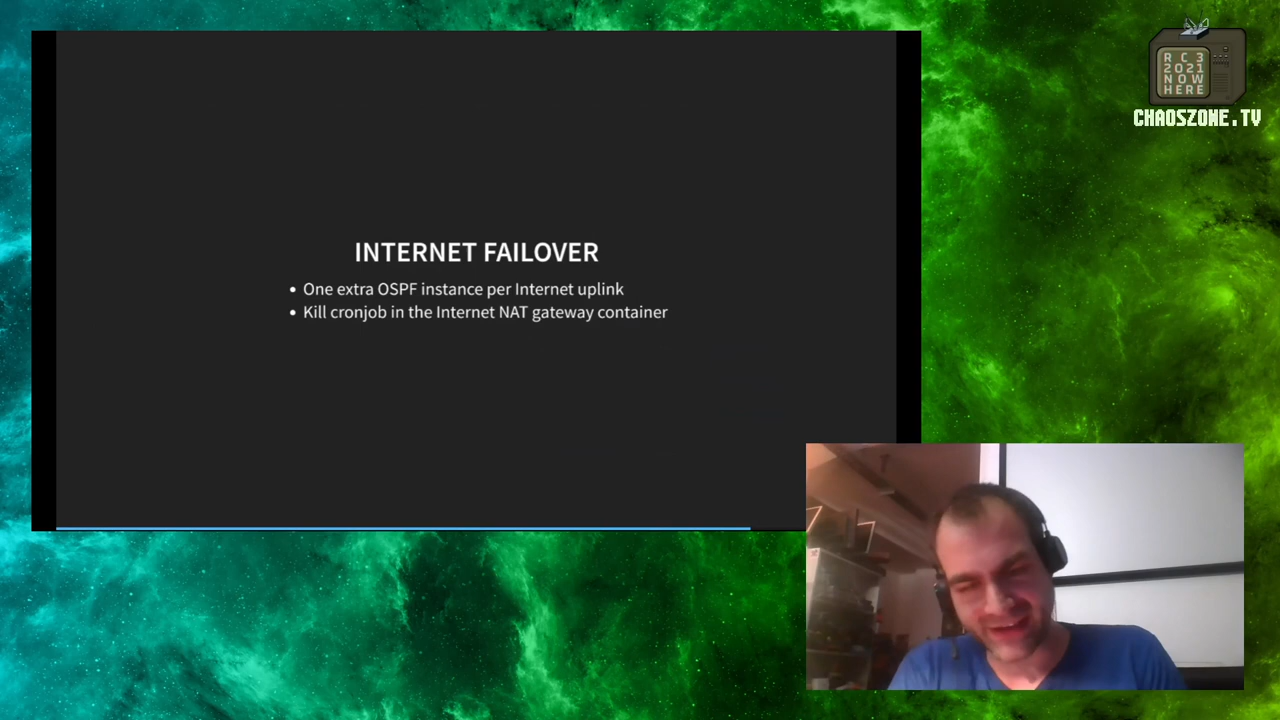 INTERNET FAILOVER
• One extra OSPF instance per Internet uplink
• Kill cronjob in the Internet NAT gateway container
R C 3
2021
NOW
HERE
CHAOSZONE.TV